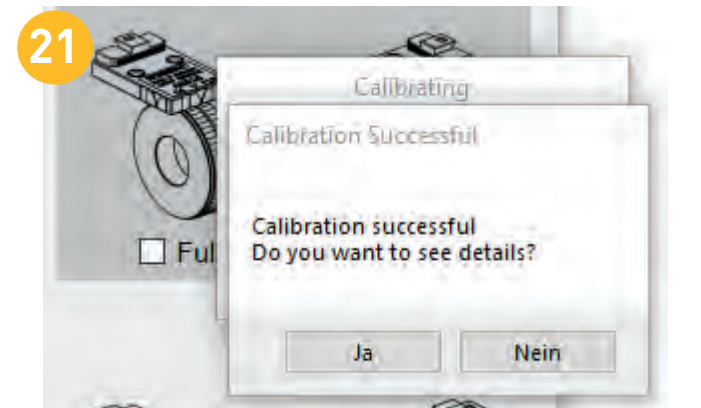 21
Calibrating
Calibration Successful
Calibration successful
Do you want to see details?
Ful
Ja
Nein